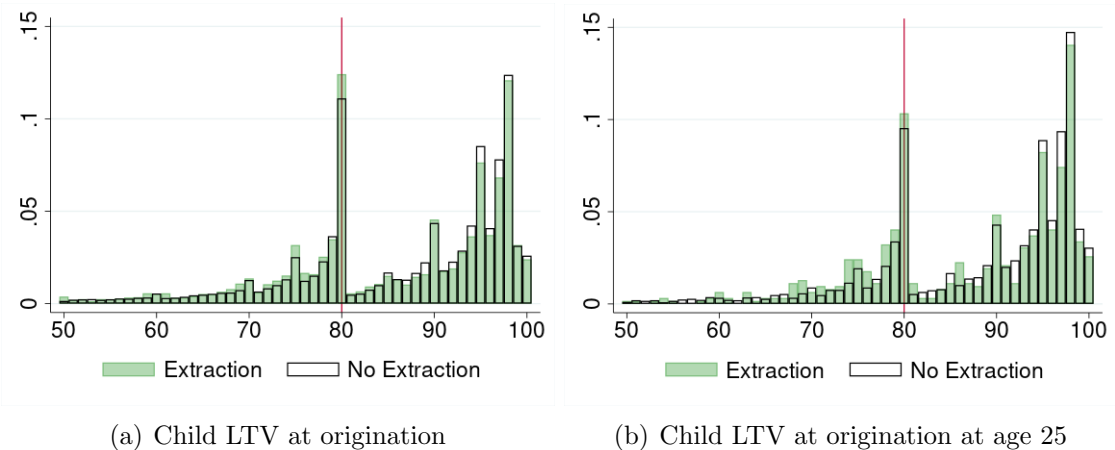 .15
.1
.05
0
50 60 70 80 90 100
Extraction No Extraction
(a) Child LTV at origination
.15
.1
.05
0
50 60 70 80 90 100
Extraction No Extraction
(b) Child LTV at origination at age 25